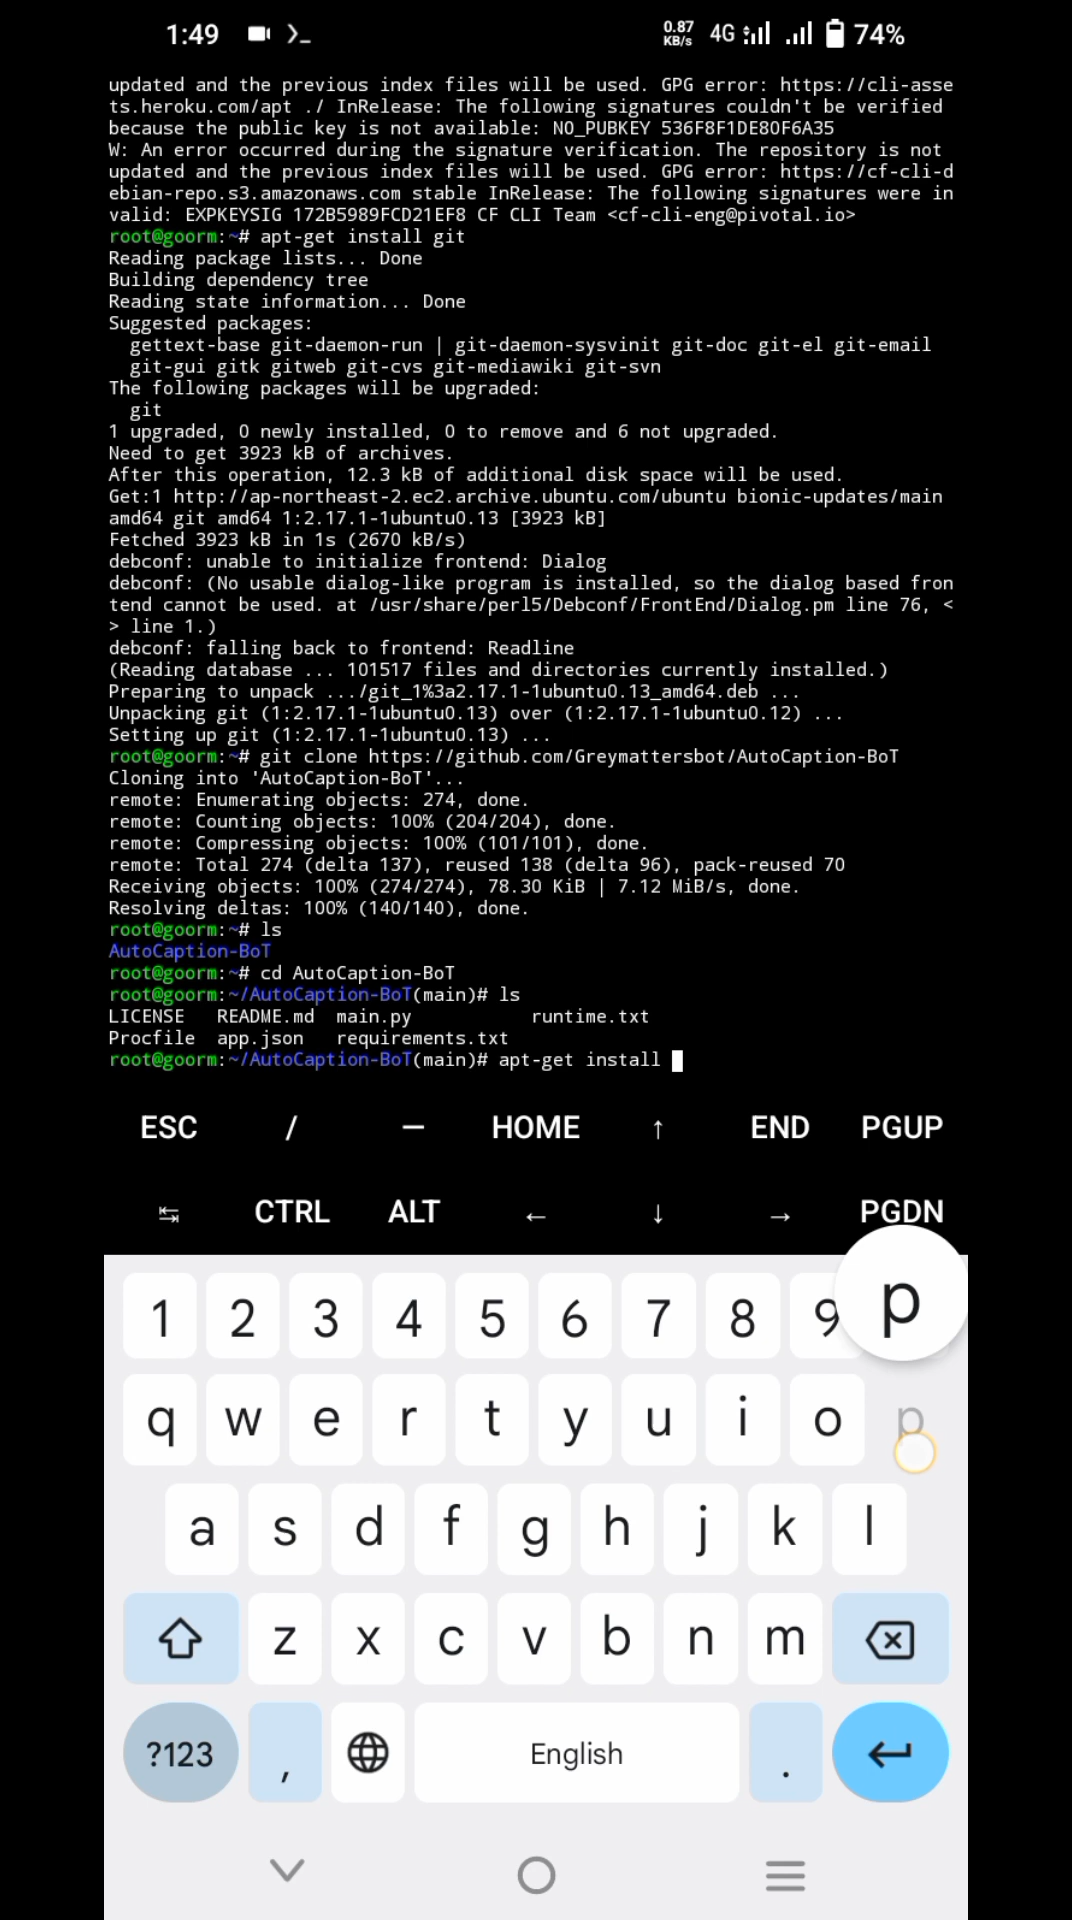 1:49 0.87 KB/s 4G 74%
updated and the previous index files will be used. GPG error: https://cli-asse
ts.heroku.com/apt ./ InRelease: The following signatures couldn't be verified
because the public key is not available: NO_PUBKEY 536F8F1DE80F6A35
W: An error occurred during the signature verification. The repository is not
updated and the previous index files will be used. GPG error: https://cf-cli-d
ebian-repo.s3.amazonaws.com stable InRelease: The following signatures were in
valid: EXPKEYSIG 172B5989FCD21EF8 CF CLI Team <cf-cli-eng@pivotal.io>
root@goorm:~# apt-get install git
Reading package lists... Done
Building dependency tree
Reading state information... Done
Suggested packages:
  gettext-base git-daemon-run | git-daemon-sysvinit git-doc git-el git-email
  git-gui gitk gitweb git-cvs git-mediawiki git-svn
The following packages will be upgraded:
  git
1 upgraded, 0 newly installed, 0 to remove and 6 not upgraded.
Need to get 3923 kB of archives.
After this operation, 12.3 kB of additional disk space will be used.
Get:1 http://ap-northeast-2.ec2.archive.ubuntu.com/ubuntu bionic-updates/main
amd64 git amd64 1:2.17.1-1ubuntu0.13 [3923 kB]
Fetched 3923 kB in 1s (2670 kB/s)
debconf: unable to initialize frontend: Dialog
debconf: (No usable dialog-like program is installed, so the dialog based fron
tend cannot be used. at /usr/share/perl5/Debconf/FrontEnd/Dialog.pm line 76, <
> line 1.)
debconf: falling back to frontend: Readline
(Reading database ... 101517 files and directories currently installed.)
Preparing to unpack .../git_1%3a2.17.1-1ubuntu0.13_amd64.deb ...
Unpacking git (1:2.17.1-1ubuntu0.13) over (1:2.17.1-1ubuntu0.12) ...
Setting up git (1:2.17.1-1ubuntu0.13) ...
root@goorm:~# git clone https://github.com/Greymattersbot/AutoCaption-BoT
Cloning into 'AutoCaption-BoT'...
remote: Enumerating objects: 274, done.
remote: Counting objects: 100% (204/204), done.
remote: Compressing objects: 100% (101/101), done.
remote: Total 274 (delta 137), reused 138 (delta 96), pack-reused 70
Receiving objects: 100% (274/274), 78.30 KiB | 7.12 MiB/s, done.
Resolving deltas: 100% (140/140), done.
root@goorm:~# ls
AutoCaption-BoT
root@goorm:~# cd AutoCaption-BoT
root@goorm:~/AutoCaption-BoT(main)# ls
LICENSE   README.md  main.py           runtime.txt
Procfile  app.json   requirements.txt
root@goorm:~/AutoCaption-BoT(main)# apt-get install
ESC / — HOME ↑ END PGUP
↹ CTRL ALT ← ↓ → PGDN
1 2 3 4 5 6 7 8 9 p
q w e r t y u i o p
a s d f g h j k l
z x c v b n m
?123 , English .